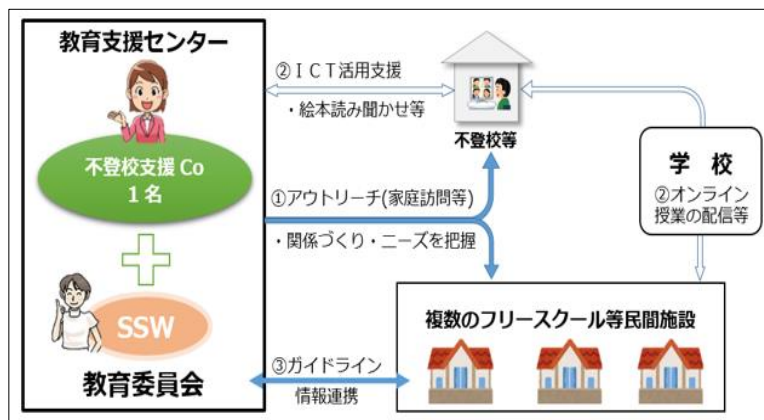 教育支援センター
不登校支援 Co
1名
SSW
教育委員会
②ＩＣＴ活用支援
・絵本読み聞かせ等
不登校等
①アウトリーチ(家庭訪問等)
・関係づくり・ニーズを把握
学　校
②オンライン
授業の配信等
複数のフリースクール等民間施設
③ガイドライン
情報連携